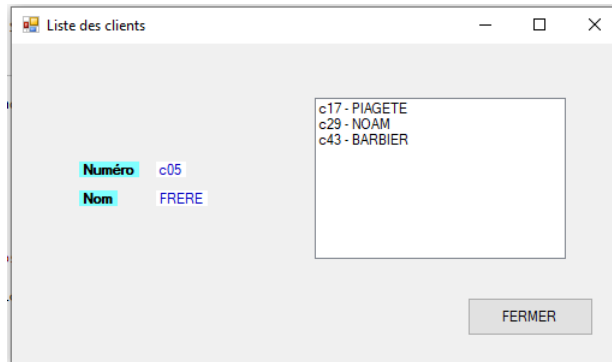 Liste des clients
c17 - PIAGETE
c29 - NOAM
c43 - BARBIER
Numéro c05
Nom FRERE
FERMER